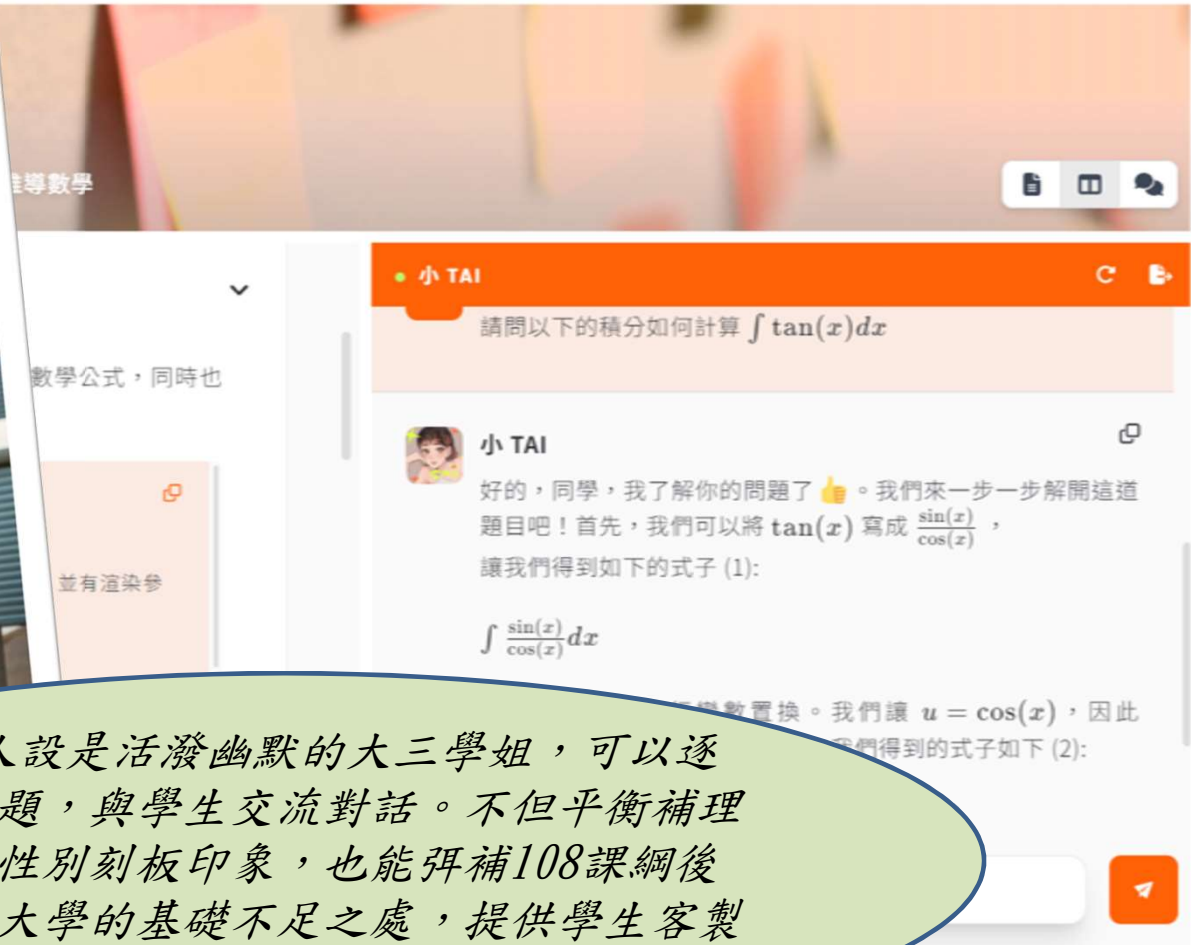 導數學
小 TAI
請問以下的積分如何計算 ∫ tan(x)dx
數學公式，同時也
小 TAI
好的，同學，我了解你的問題了👍。我們來一步一步解開這道
題目吧！首先，我們可以將 tan(x) 寫成 sin(x)/cos(x)，
讓我們得到如下的式子 (1):
並有渲染參
∫ sin(x)/cos(x) dx
數置換。我們讓 u = cos(x)，因此
我們得到的式子如下 (2):
人設是活潑幽默的大三學姐，可以逐
題，與學生交流對話。不但平衡補理
性別刻板印象，也能弭補108課綱後
大學的基礎不足之處，提供學生客製